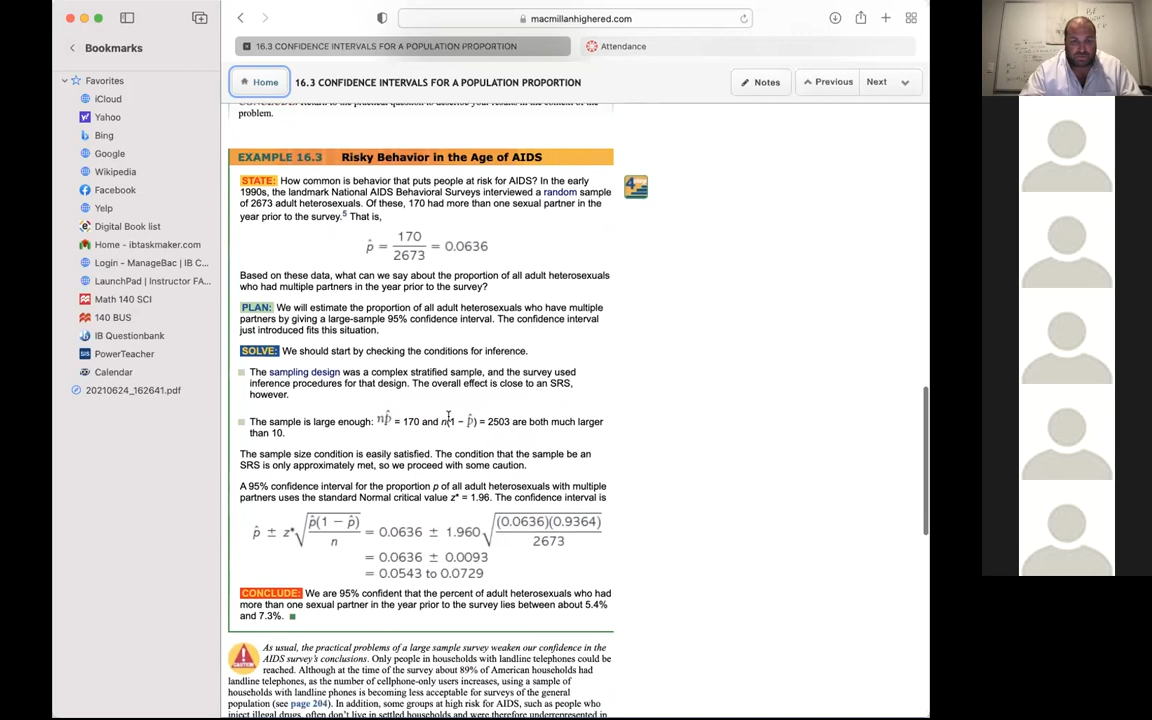 Bookmarks
Favorites
iCloud
Yahoo
Bing
Google
Wikipedia
Facebook
Yelp
Digital Book list
Home - ibtaskmaker.com
Login - ManageBac | IB C...
LaunchPad | Instructor FA...
Math 140 SCI
140 BUS
IB Questionbank
PowerTeacher
Calendar
20210624_162641.pdf
macmillanhighered.com
16.3 CONFIDENCE INTERVALS FOR A POPULATION PROPORTION
Attendance
Home
16.3 CONFIDENCE INTERVALS FOR A POPULATION PROPORTION
Notes
Previous
Next
problem.
EXAMPLE 16.3 Risky Behavior in the Age of AIDS
STATE: How common is behavior that puts people at risk for AIDS? In the early
1990s, the landmark National AIDS Behavioral Surveys interviewed a random sample
of 2673 adult heterosexuals. Of these, 170 had more than one sexual partner in the
year prior to the survey.⁵ That is,
p̂ = 170/2673 = 0.0636
Based on these data, what can we say about the proportion of all adult heterosexuals
who had multiple partners in the year prior to the survey?
PLAN: We will estimate the proportion of all adult heterosexuals who have multiple
partners by giving a large-sample 95% confidence interval. The confidence interval
just introduced fits this situation.
SOLVE: We should start by checking the conditions for inference.
The sampling design was a complex stratified sample, and the survey used
inference procedures for that design. The overall effect is close to an SRS,
however.
The sample is large enough: np̂ = 170 and n(1 − p̂) = 2503 are both much larger
than 10.
The sample size condition is easily satisfied. The condition that the sample be an
SRS is only approximately met, so we proceed with some caution.
A 95% confidence interval for the proportion p of all adult heterosexuals with multiple
partners uses the standard Normal critical value z* = 1.96. The confidence interval is
p̂ ± z*√(p̂(1 − p̂)/n) = 0.0636 ± 1.960√((0.0636)(0.9364)/2673)
= 0.0636 ± 0.0093
= 0.0543 to 0.0729
CONCLUDE: We are 95% confident that the percent of adult heterosexuals who had
more than one sexual partner in the year prior to the survey lies between about 5.4%
and 7.3%.
As usual, the practical problems of a large sample survey weaken our confidence in the
AIDS survey's conclusions. Only people in households with landline telephones could be
reached. Although at the time of the survey about 89% of American households had
landline telephones, as the number of cellphone-only users increases, using a sample of
households with landline phones is becoming less acceptable for surveys of the general
population (see page 204). In addition, some groups at high risk for AIDS, such as people who
inject illegal drugs, often don't live in settled households and were therefore underrepresented in